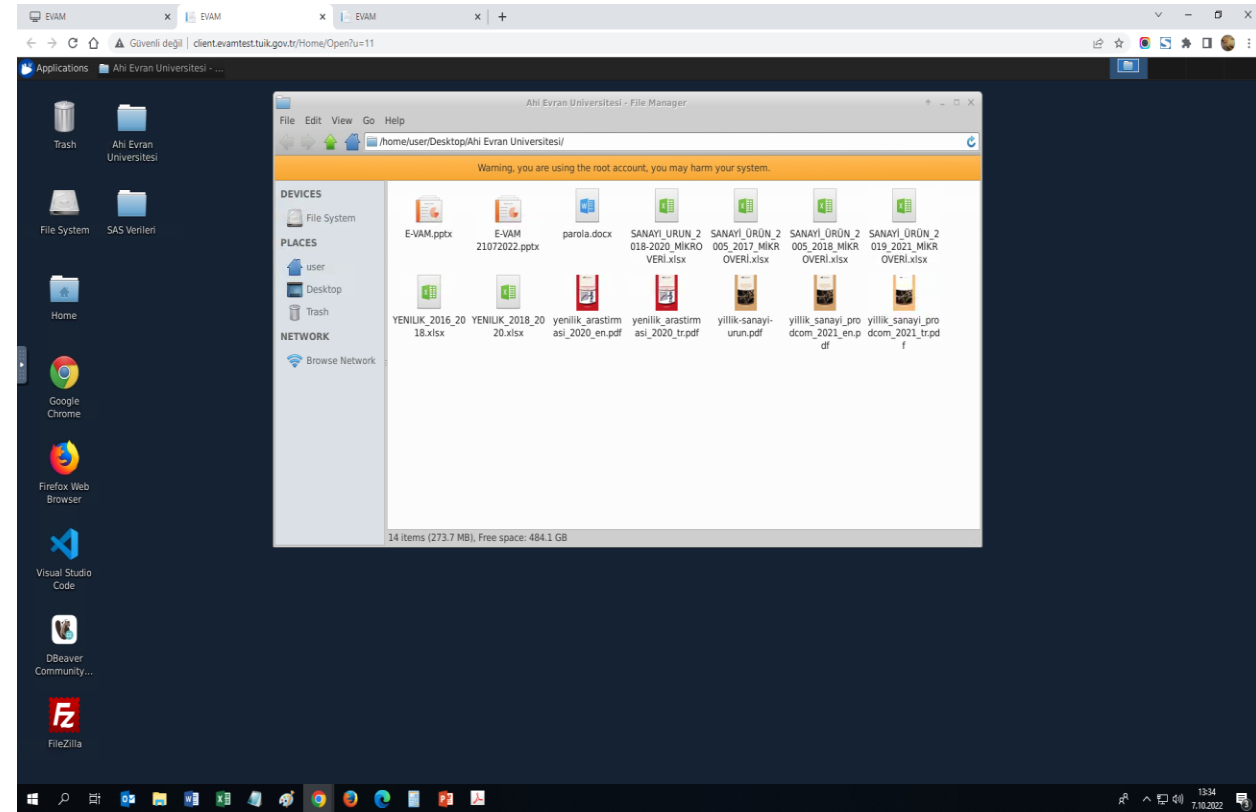 EVAM
EVAM
EVAM
Güvenli değil | client.evamtest.tuik.gov.tr/Home/Open?u=11
Applications
Ahi Evran Universitesi - ...
Trash
Ahi Evran
Universitesi
File System
SAS Verileri
Home
Google
Chrome
Firefox Web
Browser
Visual Studio
Code
DBeaver
Community...
FileZilla
Ahi Evran Universitesi - File Manager
File Edit View Go Help
/home/user/Desktop/Ahi Evran Universitesi/
Warning, you are using the root account, you may harm your system.
DEVICES
File System
PLACES
user
Desktop
Trash
NETWORK
Browse Network
E-VAM.pptx
E-VAM
21072022.pptx
parola.docx
SANAYI_URUN_2
018-2020_MİKRO
VERİ.xlsx
SANAYİ_ÜRÜN_2
005_2017_MİKR
OVERİ.xlsx
SANAYİ_ÜRÜN_2
005_2018_MİKR
OVERİ.xlsx
SANAYİ_ÜRÜN_2
019_2021_MİKR
OVERİ.xlsx
YENILIK_2016_20
18.xlsx
YENILIK_2018_20
20.xlsx
yenilik_arastirm
asi_2020_en.pdf
yenilik_arastirm
asi_2020_tr.pdf
yillik-sanayi-
urun.pdf
yillik_sanayi_pro
dcom_2021_en.p
df
yillik_sanayi_pro
dcom_2021_tr.pd
f
14 items (273.7 MB), Free space: 484.1 GB
13:34
7.10.2022